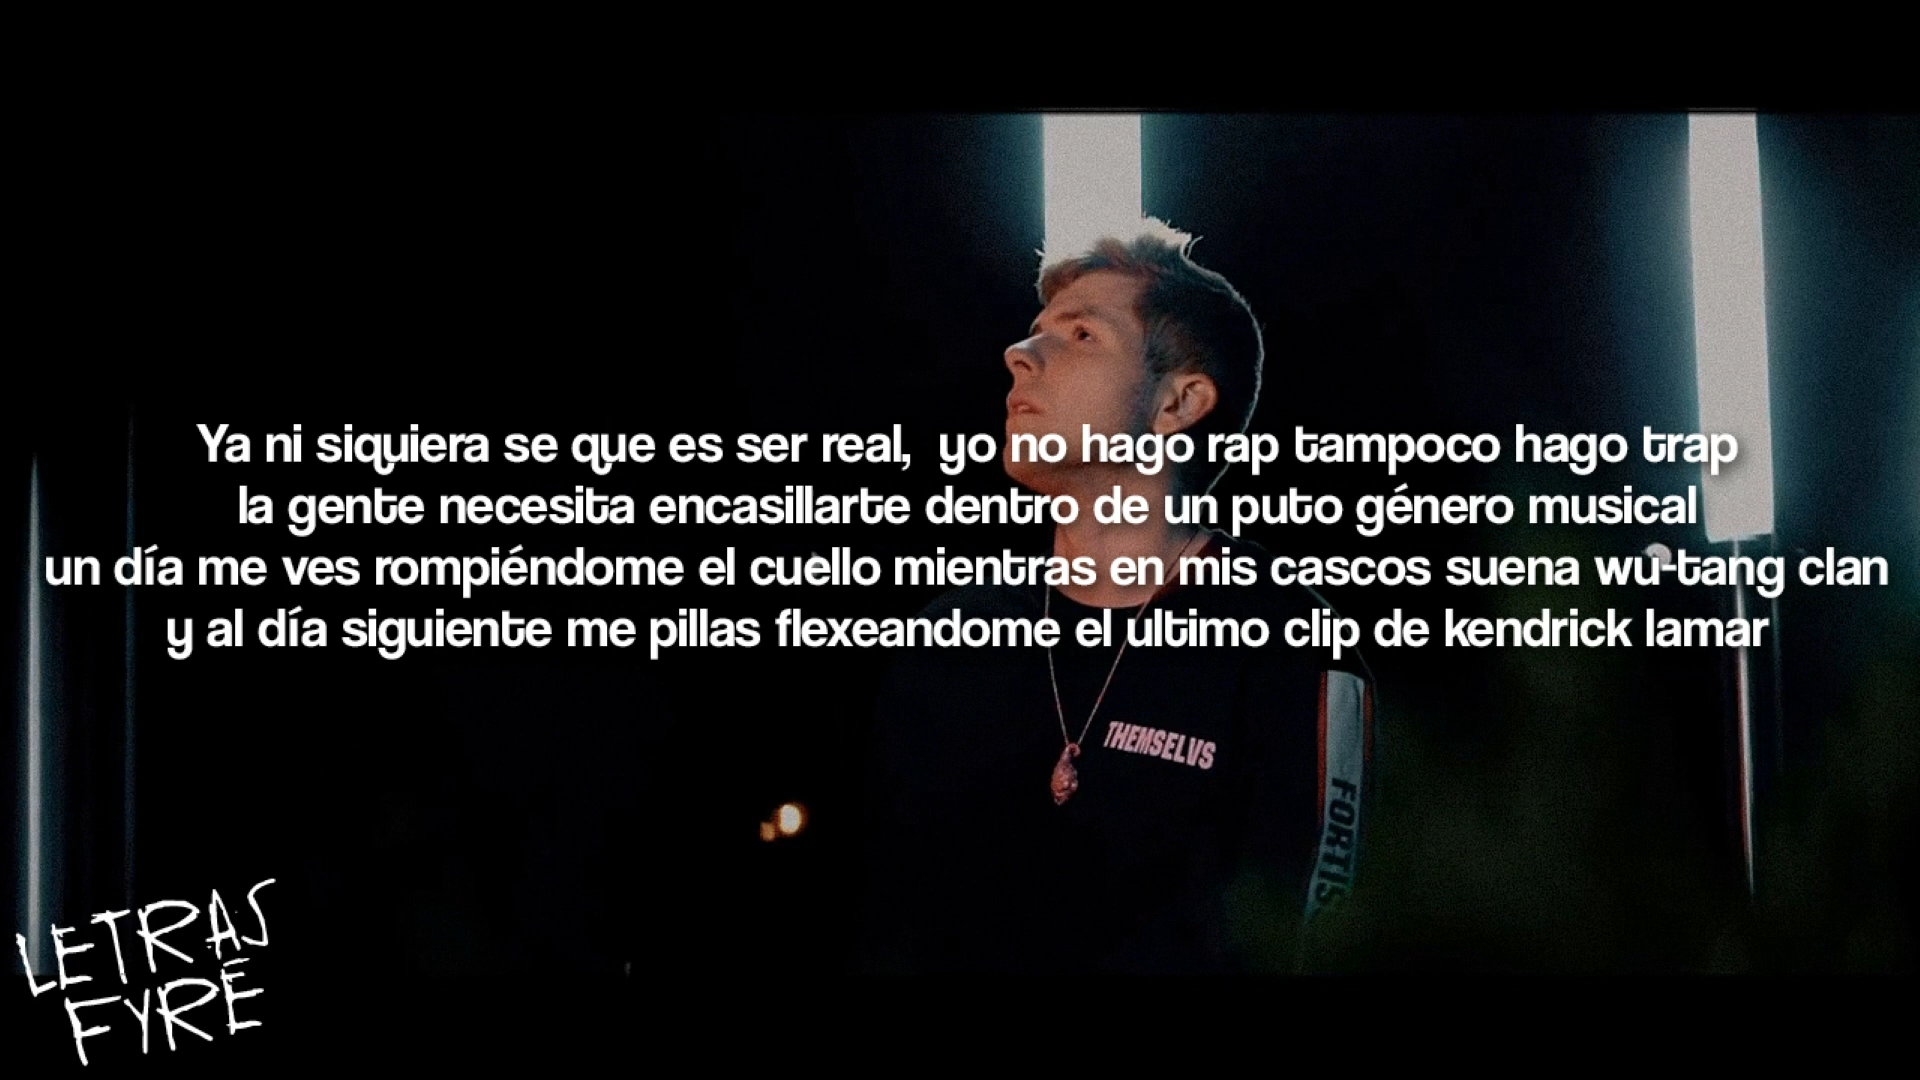 Ya ni siquiera se que es ser real, yo no hago rap tampoco hago trap
la gente necesita encasillarte dentro de un puto género musical
un día me ves rompiéndome el cuello mientras en mis cascos suena wu-tang clan
y al día siguiente me pillas flexeandome el ultimo clip de kendrick lamar
THEMSELVS
FORTIS
LETRAS
FYRE